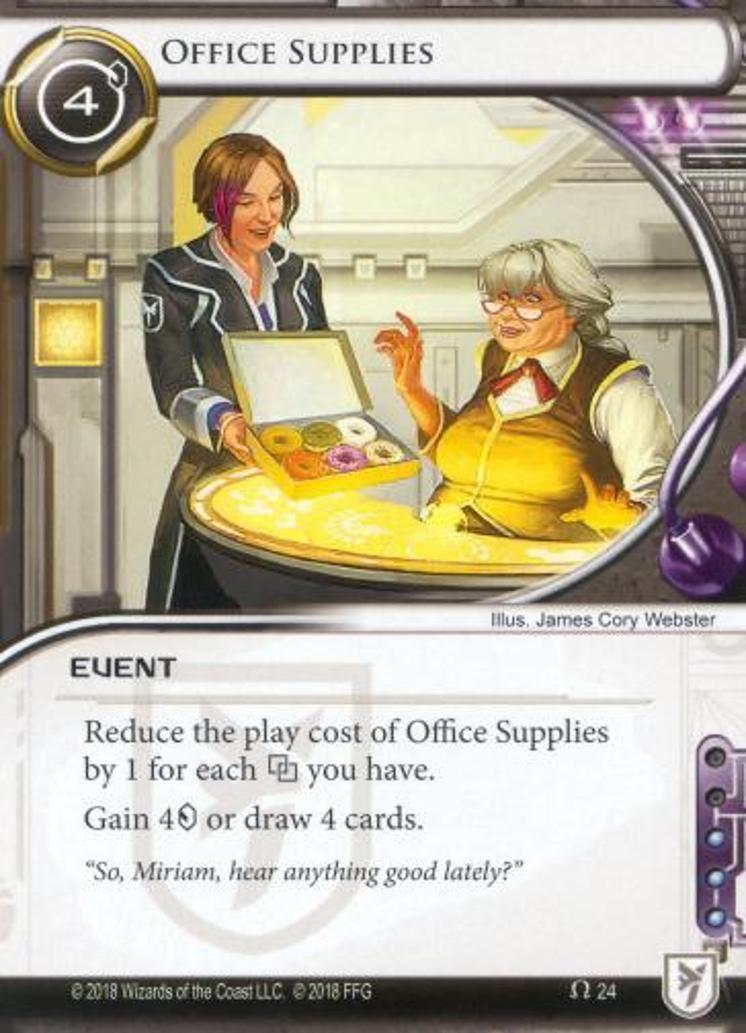 Office Supplies
4
Illus. James Cory Webster
EVENT
Reduce the play cost of Office Supplies
by 1 for each you have.
Gain 4 or draw 4 cards.
“So, Miriam, hear anything good lately?”
© 2018 Wizards of the Coast LLC. © 2018 FFG
Ω 24